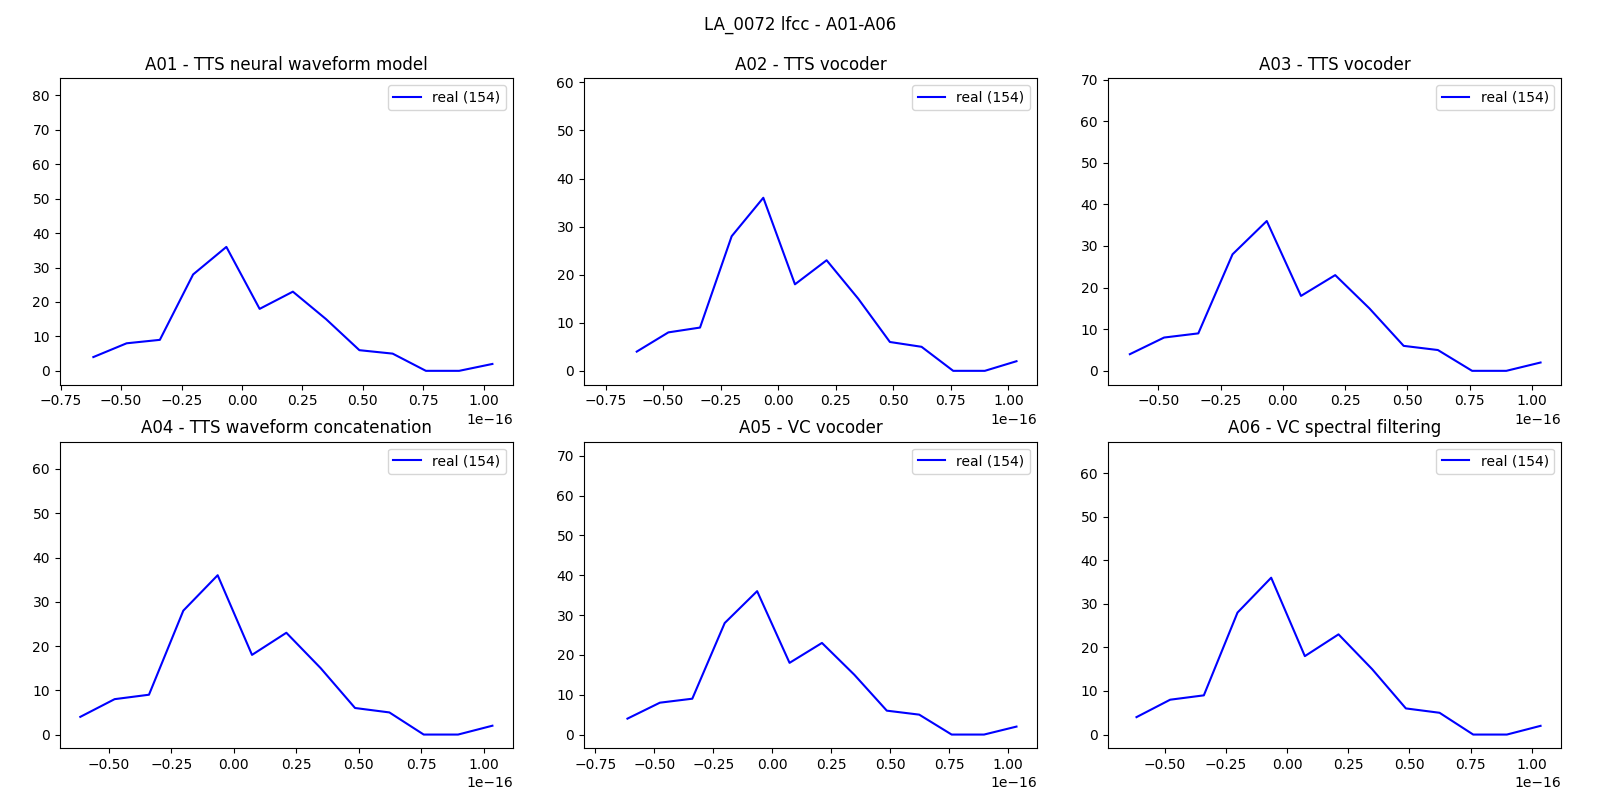 LA_0072 lfcc - A01-A06
A01 - TTS neural waveform model
real (154)
80
70
60
50
40
30
20
10
0
−0.75 −0.50 −0.25 0.00 0.25 0.50 0.75 1.00
1e−16
A02 - TTS vocoder
real (154)
60
50
40
30
20
10
0
−0.75 −0.50 −0.25 0.00 0.25 0.50 0.75 1.00
1e−16
A03 - TTS vocoder
real (154)
70
60
50
40
30
20
10
0
−0.50 −0.25 0.00 0.25 0.50 0.75 1.00
1e−16
A04 - TTS waveform concatenation
real (154)
60
50
40
30
20
10
0
−0.50 −0.25 0.00 0.25 0.50 0.75 1.00
1e−16
A05 - VC vocoder
real (154)
70
60
50
40
30
20
10
0
−0.75 −0.50 −0.25 0.00 0.25 0.50 0.75 1.00
1e−16
A06 - VC spectral filtering
real (154)
60
50
40
30
20
10
0
−0.50 −0.25 0.00 0.25 0.50 0.75 1.00
1e−16